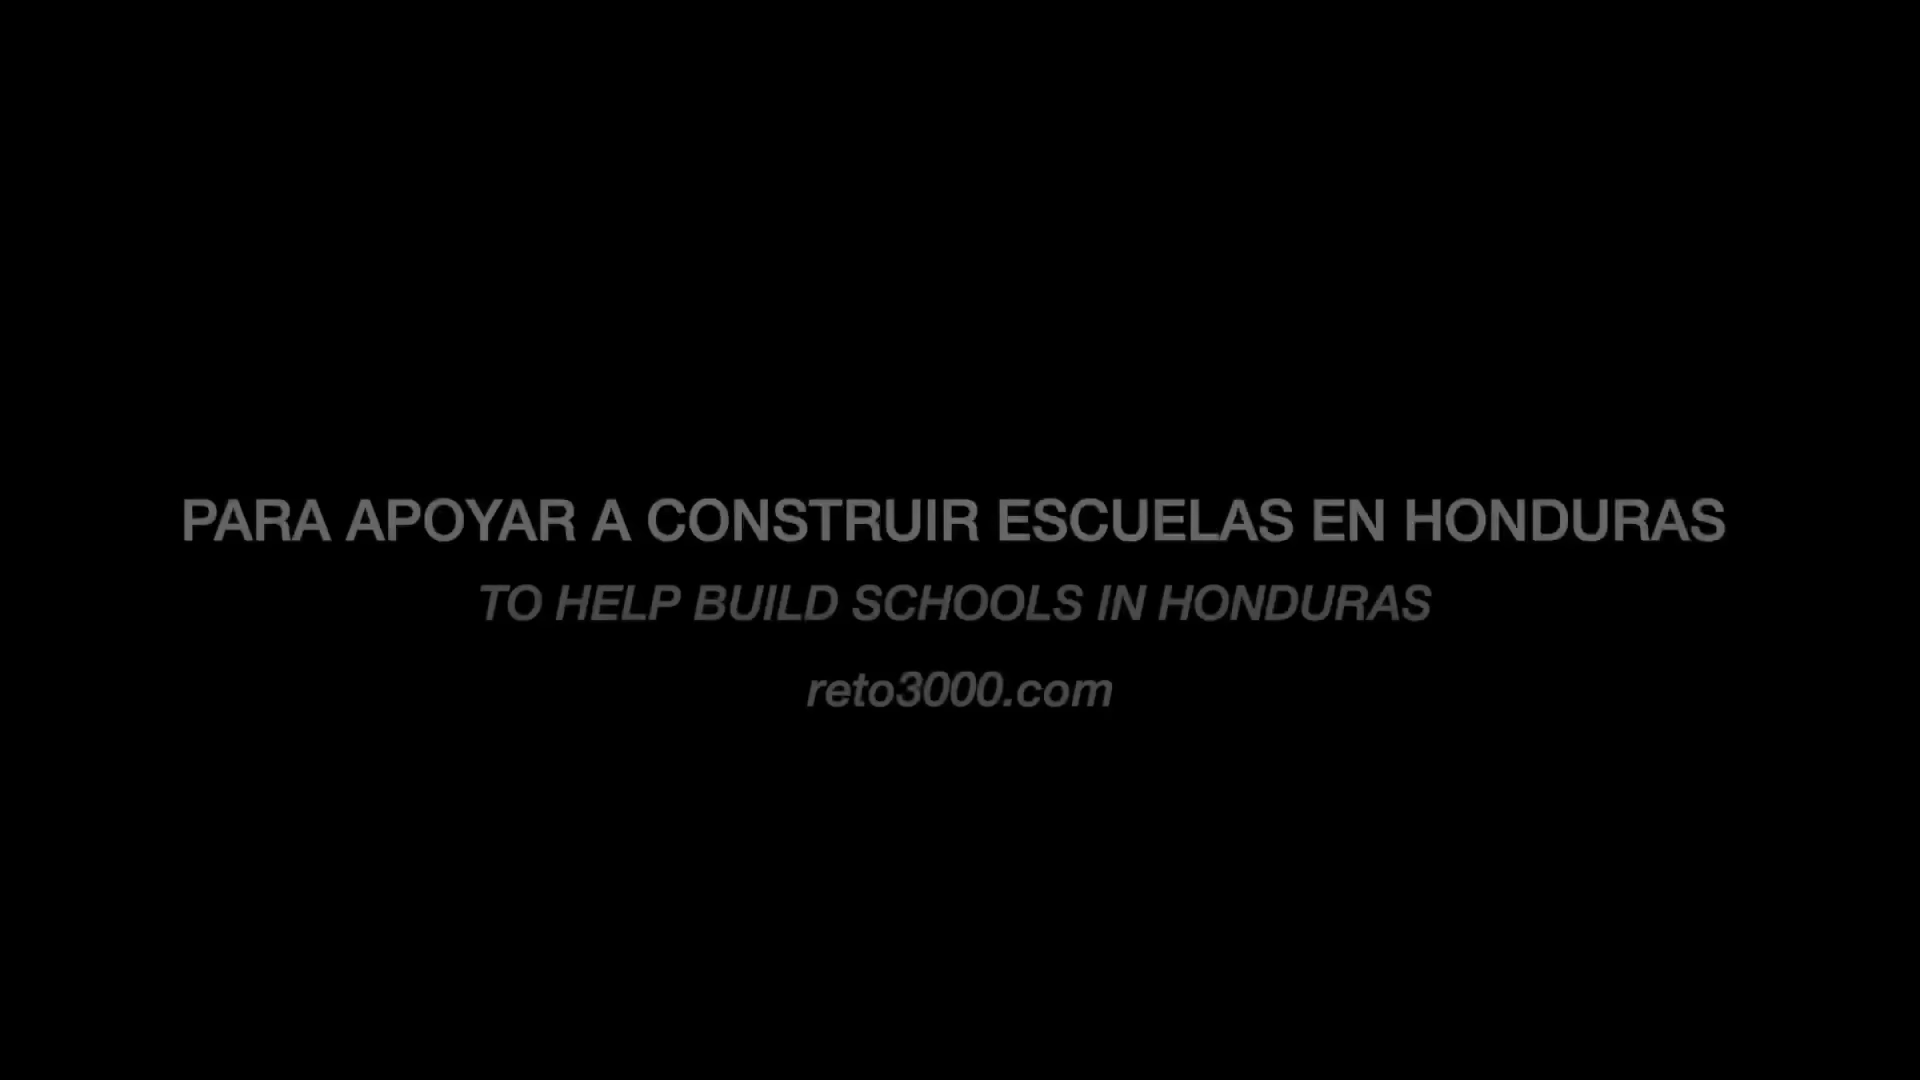 PARA APOYAR A CONSTRUIR ESCUELAS EN HONDURAS
TO HELP BUILD SCHOOLS IN HONDURAS
reto3000.com